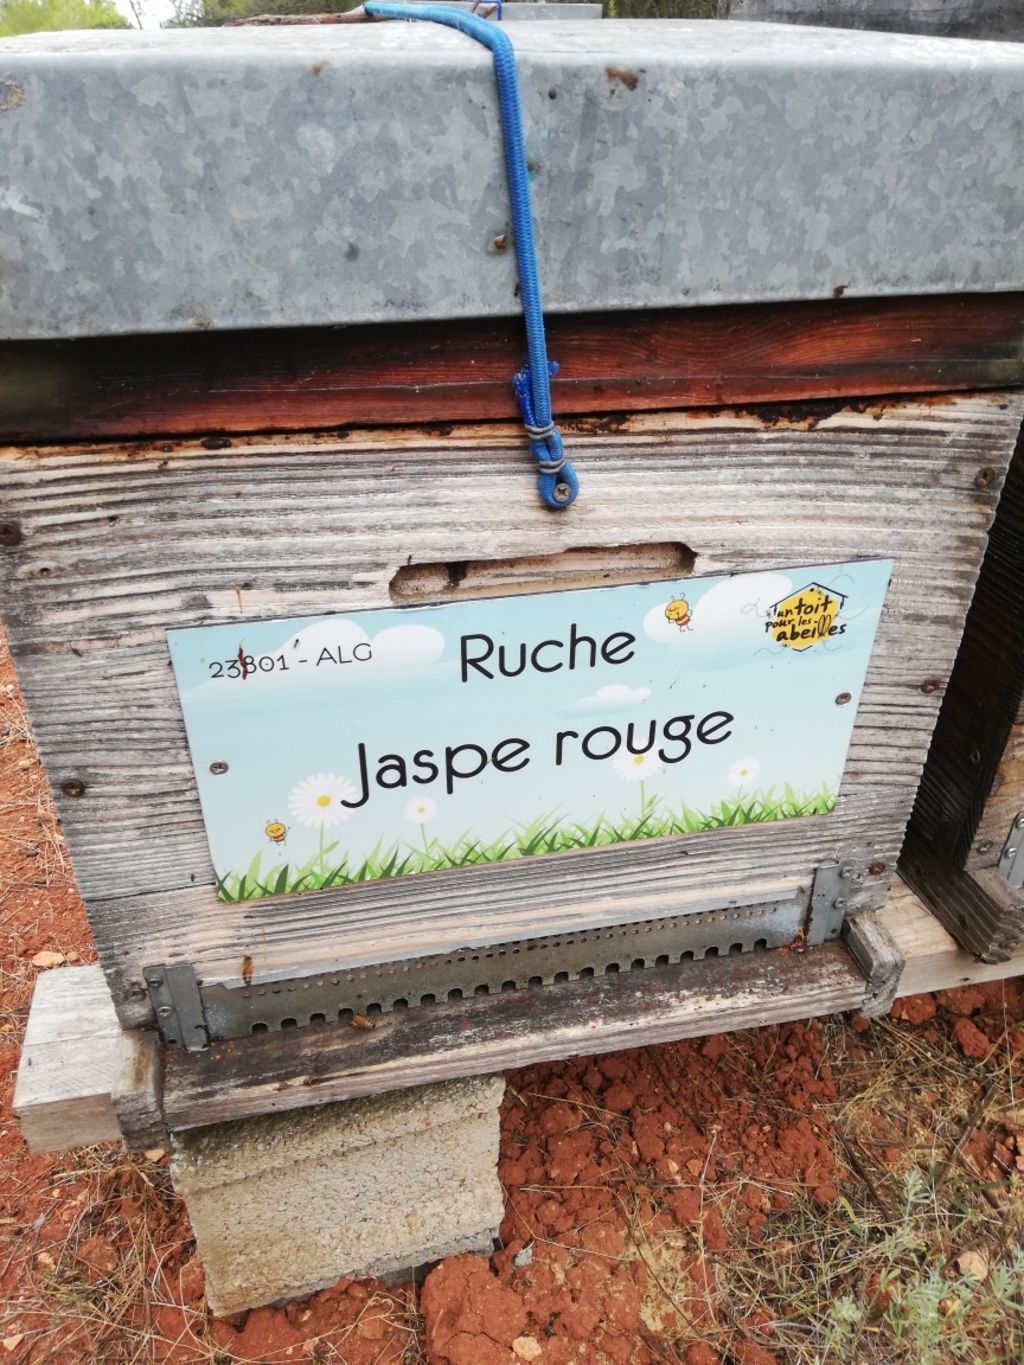 23801 - ALG
Ruche
un toit
pour les
abeilles
Jaspe rouge